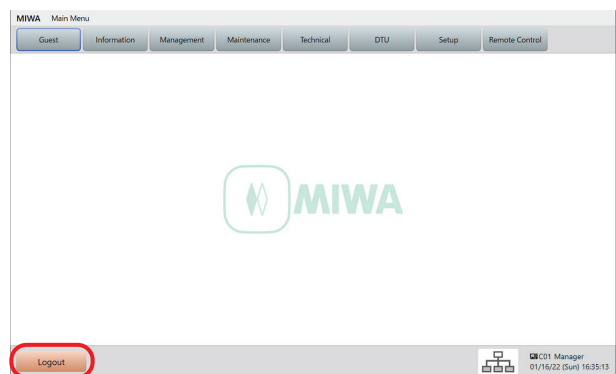 MIWA Main Menu
Guest Information Management Maintenance Technical DTU Setup Remote Control
MIWA
Logout
C01 Manager
01/16/22 (Sun) 16:35:13